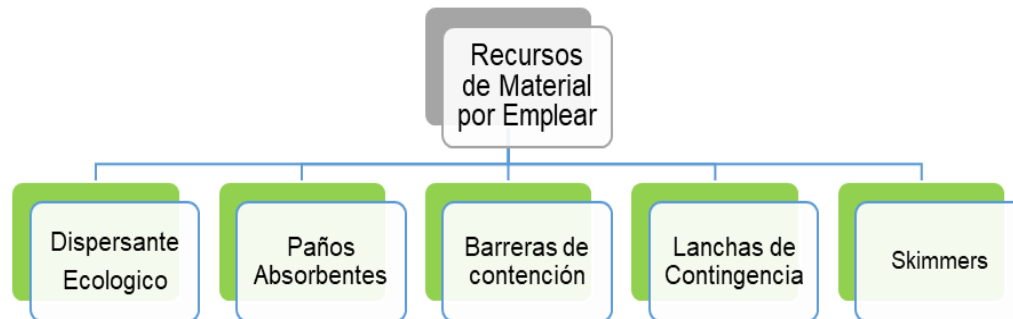 Recursos
de Material
por Emplear
Dispersante
Ecologico
Paños
Absorbentes
Barreras de
contención
Lanchas de
Contingencia
Skimmers